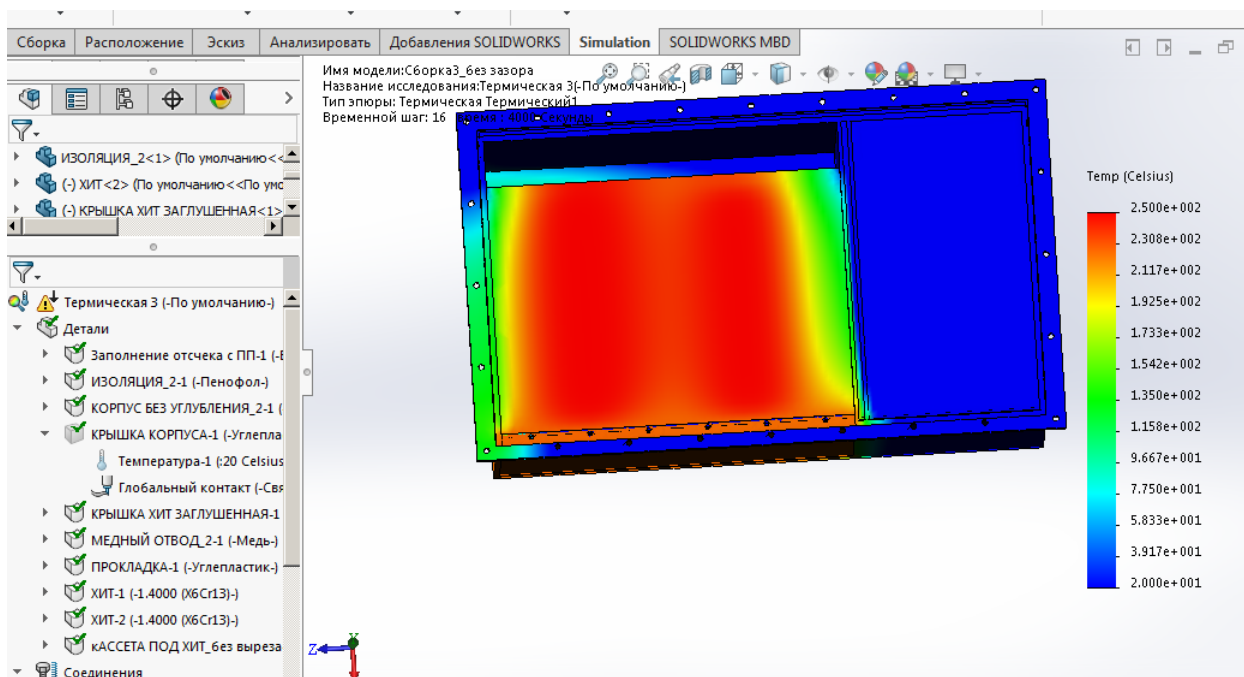 Сборка Расположение Эскиз Анализировать Добавления SOLIDWORKS Simulation SOLIDWORKS MBD
Имя модели:Сборка3_без зазора
Название исследования:Термическая 3(-По умолчанию-)
Тип эпюры: Термическая Термический1
Временной шаг: 16 время : 4000 Секунды
ИЗОЛЯЦИЯ_2<1> (По умолчанию<<
(-) ХИТ<2> (По умолчанию<<По умо
(-) КРЫШКА ХИТ ЗАГЛУШЕННАЯ<1>
Термическая 3 (-По умолчанию-)
Детали
Заполнение отсчека с ПП-1 (-
ИЗОЛЯЦИЯ_2-1 (-Пенофол-)
КОРПУС БЕЗ УГЛУБЛЕНИЯ_2-1 (
КРЫШКА КОРПУСА-1 (-Углепла
Температура-1 (:20 Celsius
Глобальный контакт (-Свя
КРЫШКА ХИТ ЗАГЛУШЕННАЯ-1
МЕДНЫЙ ОТВОД_2-1 (-Медь-)
ПРОКЛАДКА-1 (-Углепластик-)
ХИТ-1 (-1.4000 (X6Cr13)-)
ХИТ-2 (-1.4000 (X6Cr13)-)
кАССЕТА ПОД ХИТ_без выреза
Соединения
Temp (Celsius)
2.500e+002
2.308e+002
2.117e+002
1.925e+002
1.733e+002
1.542e+002
1.350e+002
1.158e+002
9.667e+001
7.750e+001
5.833e+001
3.917e+001
2.000e+001
Z
Y